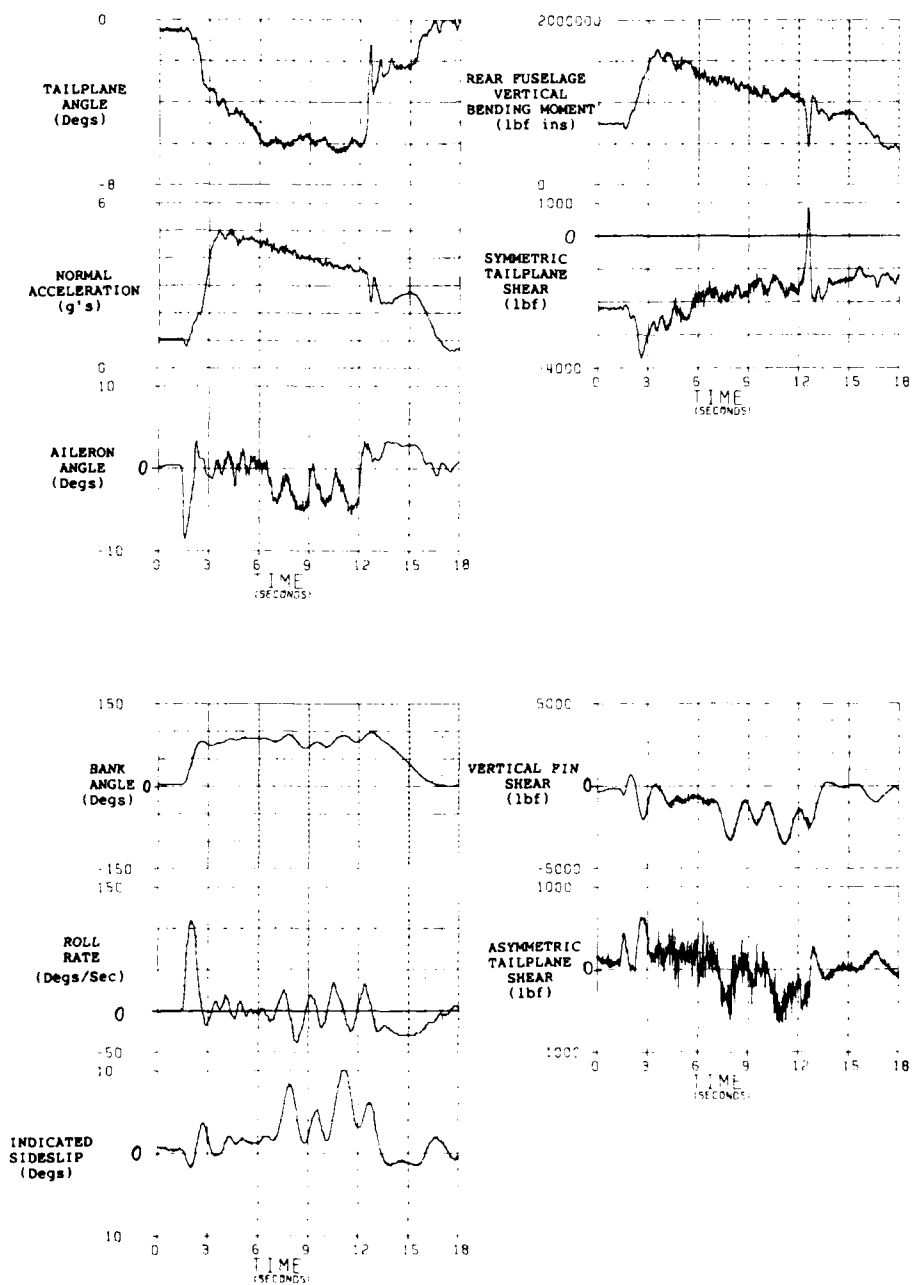 0
TAILPLANE
ANGLE
(Degs)
-8
6
NORMAL
ACCELERATION
(g's)
0
10
AILERON
ANGLE
(Degs)
0
-10
0 3 6 9 12 15 18
TIME
(SECONDS)
2000000
REAR FUSELAGE
VERTICAL
BENDING MOMENT
(lbf ins)
0
1000
0
SYMMETRIC
TAILPLANE
SHEAR
(lbf)
-4000
0 3 6 9 12 15 18
TIME
(SECONDS)
150
BANK
ANGLE
(Degs)
0
-150
150
ROLL
RATE
(Degs/Sec)
0
-50
10
INDICATED
SIDESLIP
(Degs)
0
10
0 3 6 9 12 15 18
TIME
(SECONDS)
5000
VERTICAL FIN
SHEAR
(lbf)
0
-5000
1000
ASYMMETRIC
TAILPLANE
SHEAR
(lbf)
0
1000
0 3 6 9 12 15 18
TIME
(SECONDS)